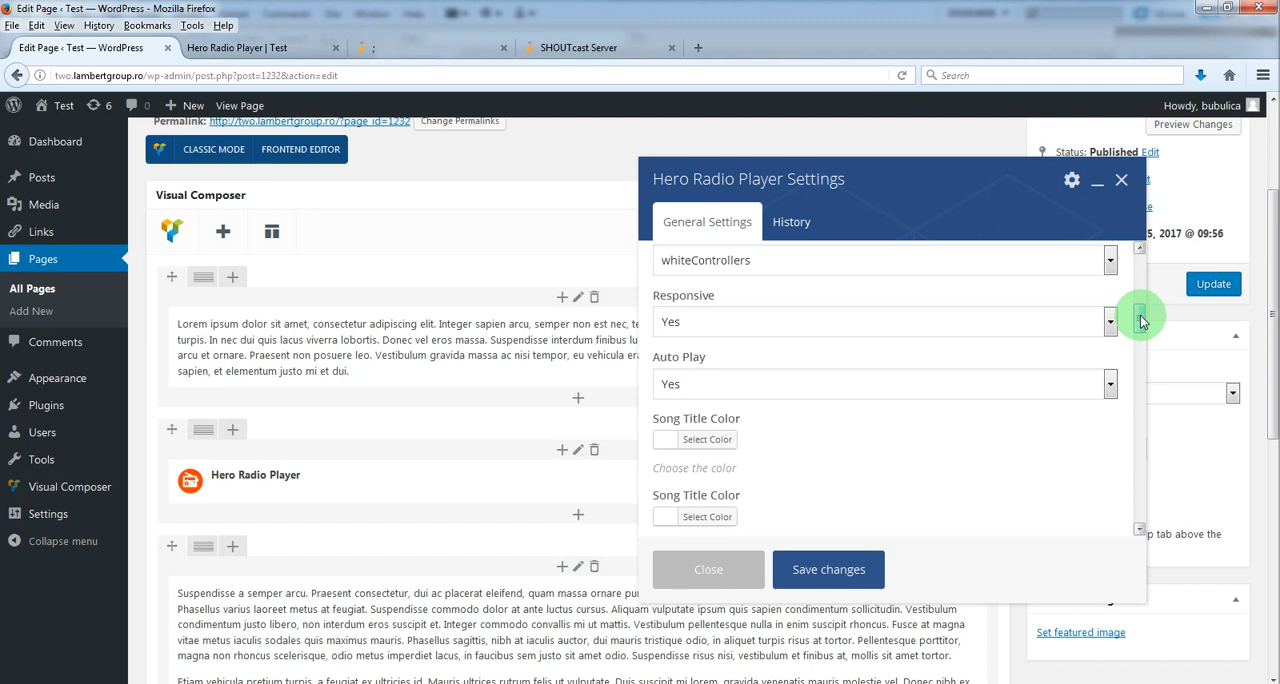 Edit Page ‹ Test — WordPress - Mozilla Firefox
File Edit View History Bookmarks Tools Help
Edit Page ‹ Test — WordPress
Hero Radio Player | Test
;
SHOUTcast Server
two.lambertgroup.ro/wp-admin/post.php?post=1232&action=edit
Search
Test 6 0 New View Page
Howdy, bubulica
Dashboard
Posts
Media
Links
Pages
All Pages
Add New
Comments
Appearance
Plugins
Users
Tools
Visual Composer
Settings
Collapse menu
Permalink: http://two.lambertgroup.ro/?page_id=1232 Change Permalinks
CLASSIC MODE FRONTEND EDITOR
Visual Composer
Lorem ipsum dolor sit amet, consectetur adipiscing elit. Integer sapien arcu, semper non est nec,
turpis. In nec dui quis lacus viverra lobortis. Donec vel eros massa. Suspendisse interdum finibus
arcu et ornare. Praesent non posuere leo. Vestibulum gravida massa ac nisi tempor, eu vehicula
sapien, et elementum justo mi et dui.
Hero Radio Player
Suspendisse a semper arcu. Praesent consectetur, dui ac placerat eleifend, quam massa ornare
Phasellus varius laoreet metus at feugiat. Suspendisse commodo dolor at ante luctus cursus. Aliquam vulputate ipsum quis sapien condimentum sollicitudin. Vestibulum
condimentum justo libero, non interdum eros suscipit et. Integer commodo convallis mi ut mattis. Vestibulum pellentesque nulla in enim suscipit rhoncus. Fusce at magna
vitae metus iaculis sodales quis maximus mauris. Phasellus sagittis, nibh at iaculis auctor, dui mauris tristique odio, in aliquet turpis risus at tortor. Pellentesque porttitor,
magna non rhoncus scelerisque, odio metus imperdiet lacus, in faucibus sem justo sit amet odio. Suspendisse risus nisi, vestibulum et finibus at, mollis sit amet tortor.
Hero Radio Player Settings
General Settings
History
whiteControllers
Responsive
Yes
Auto Play
Yes
Song Title Color
Select Color
Choose the color
Song Title Color
Select Color
Close
Save changes
Preview Changes
Status: Published Edit
5, 2017 @ 09:56
Update
p tab above the
Set featured image